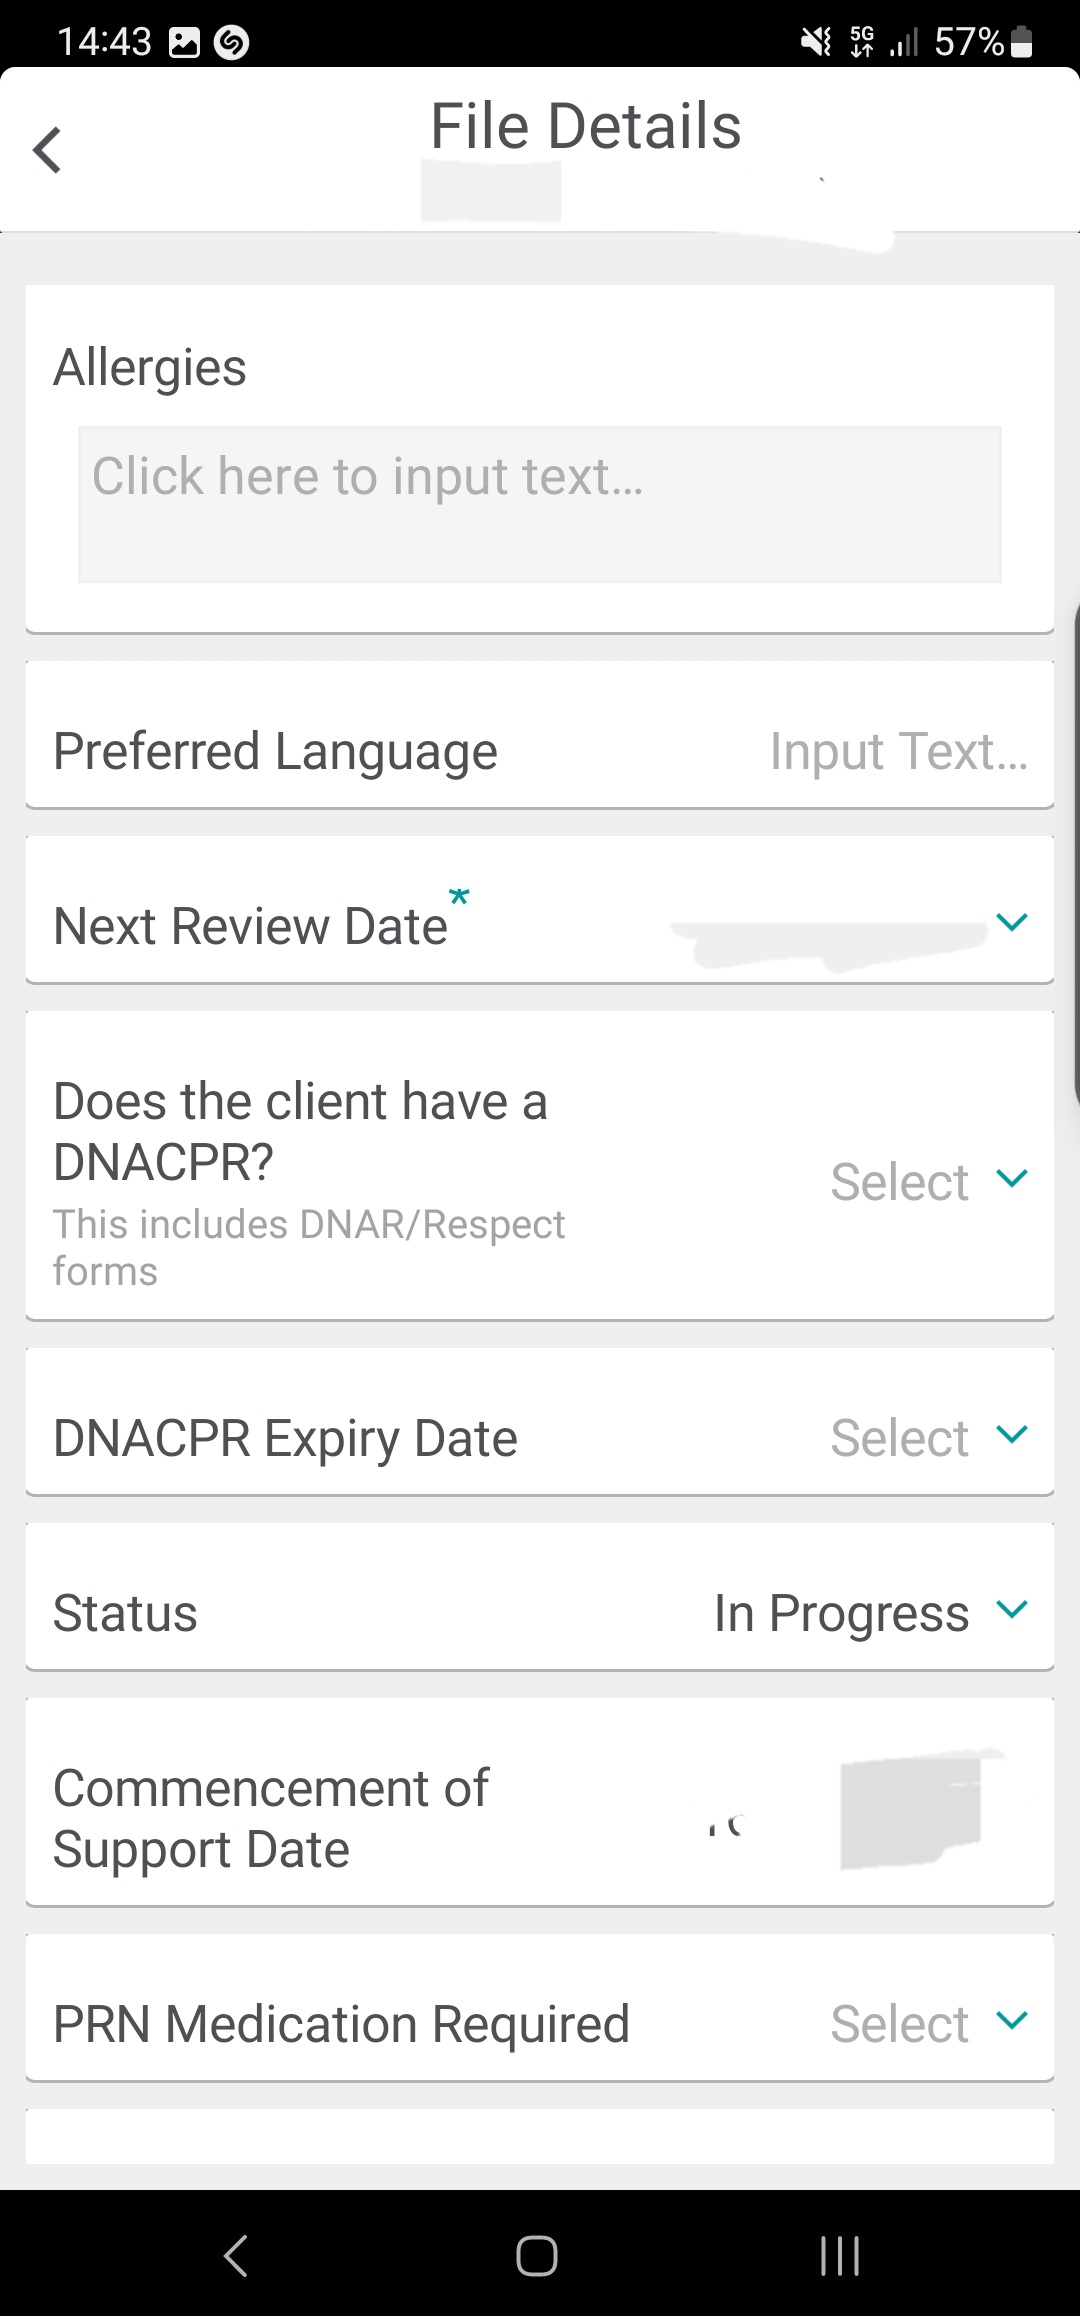 14:43
5G
57%
File Details
Allergies
Click here to input text...
Preferred Language
Input Text...
Next Review Date*
Does the client have a
DNACPR?
Select
This includes DNAR/Respect
forms
DNACPR Expiry Date
Select
Status
In Progress
Commencement of
Support Date
PRN Medication Required
Select